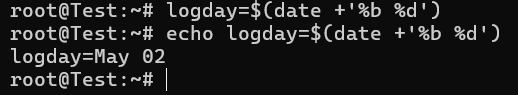 root@Test:~# logday=$(date +'%b %d')
root@Test:~# echo logday=$(date +'%b %d')
logday=May 02
root@Test:~#